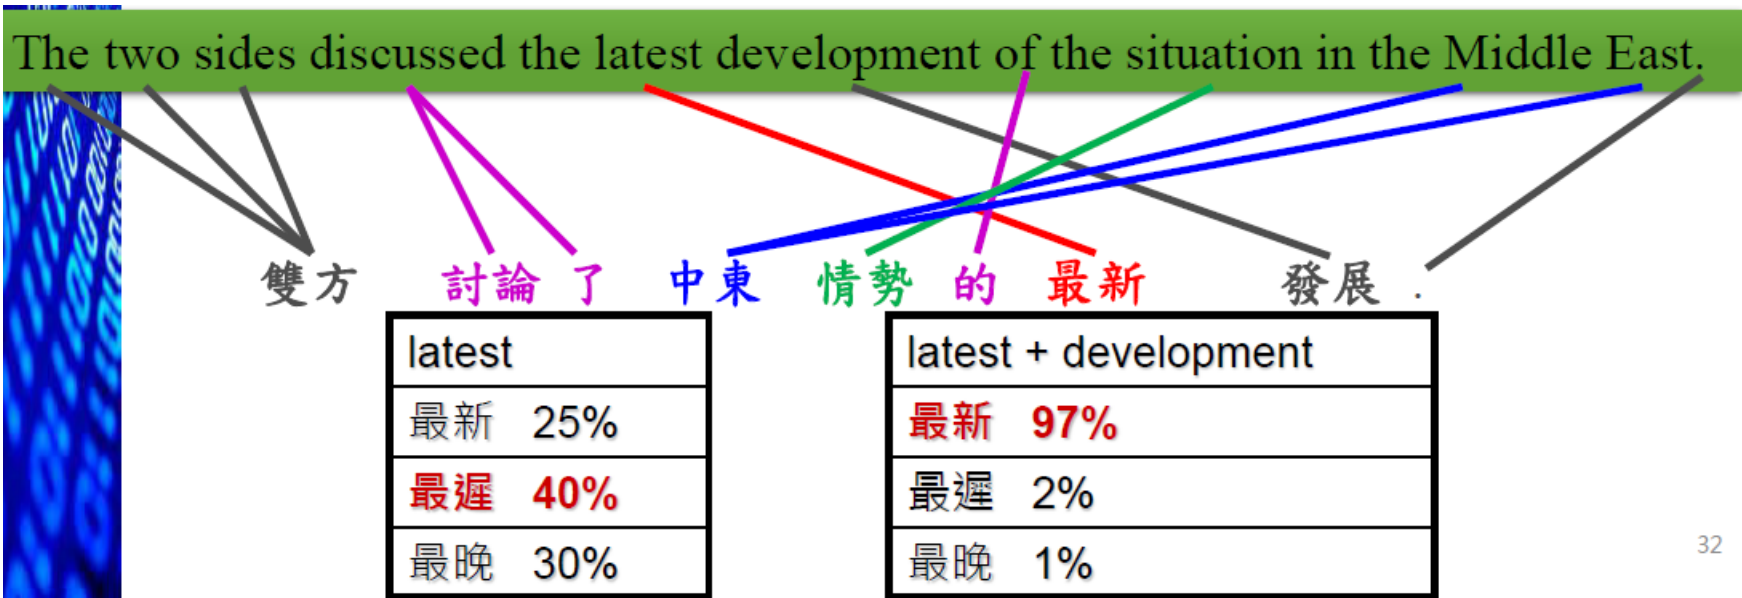 The two sides discussed the latest development of the situation in the Middle East.
雙方 討論 了 中東 情勢 的 最新 發展 .
latest
最新 25%
最遲 40%
最晚 30%
latest + development
最新 97%
最遲 2%
最晚 1%
32